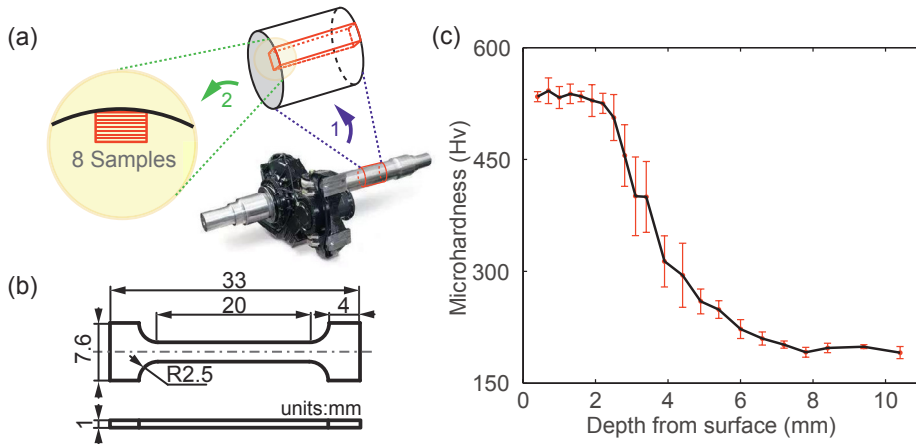 (a)
2
1
8 Samples
(b)
33
20
4
7.6
R2.5
units:mm
1
(c)
600
450
300
150
Microhardness (Hv)
0
2
4
6
8
10
Depth from surface (mm)